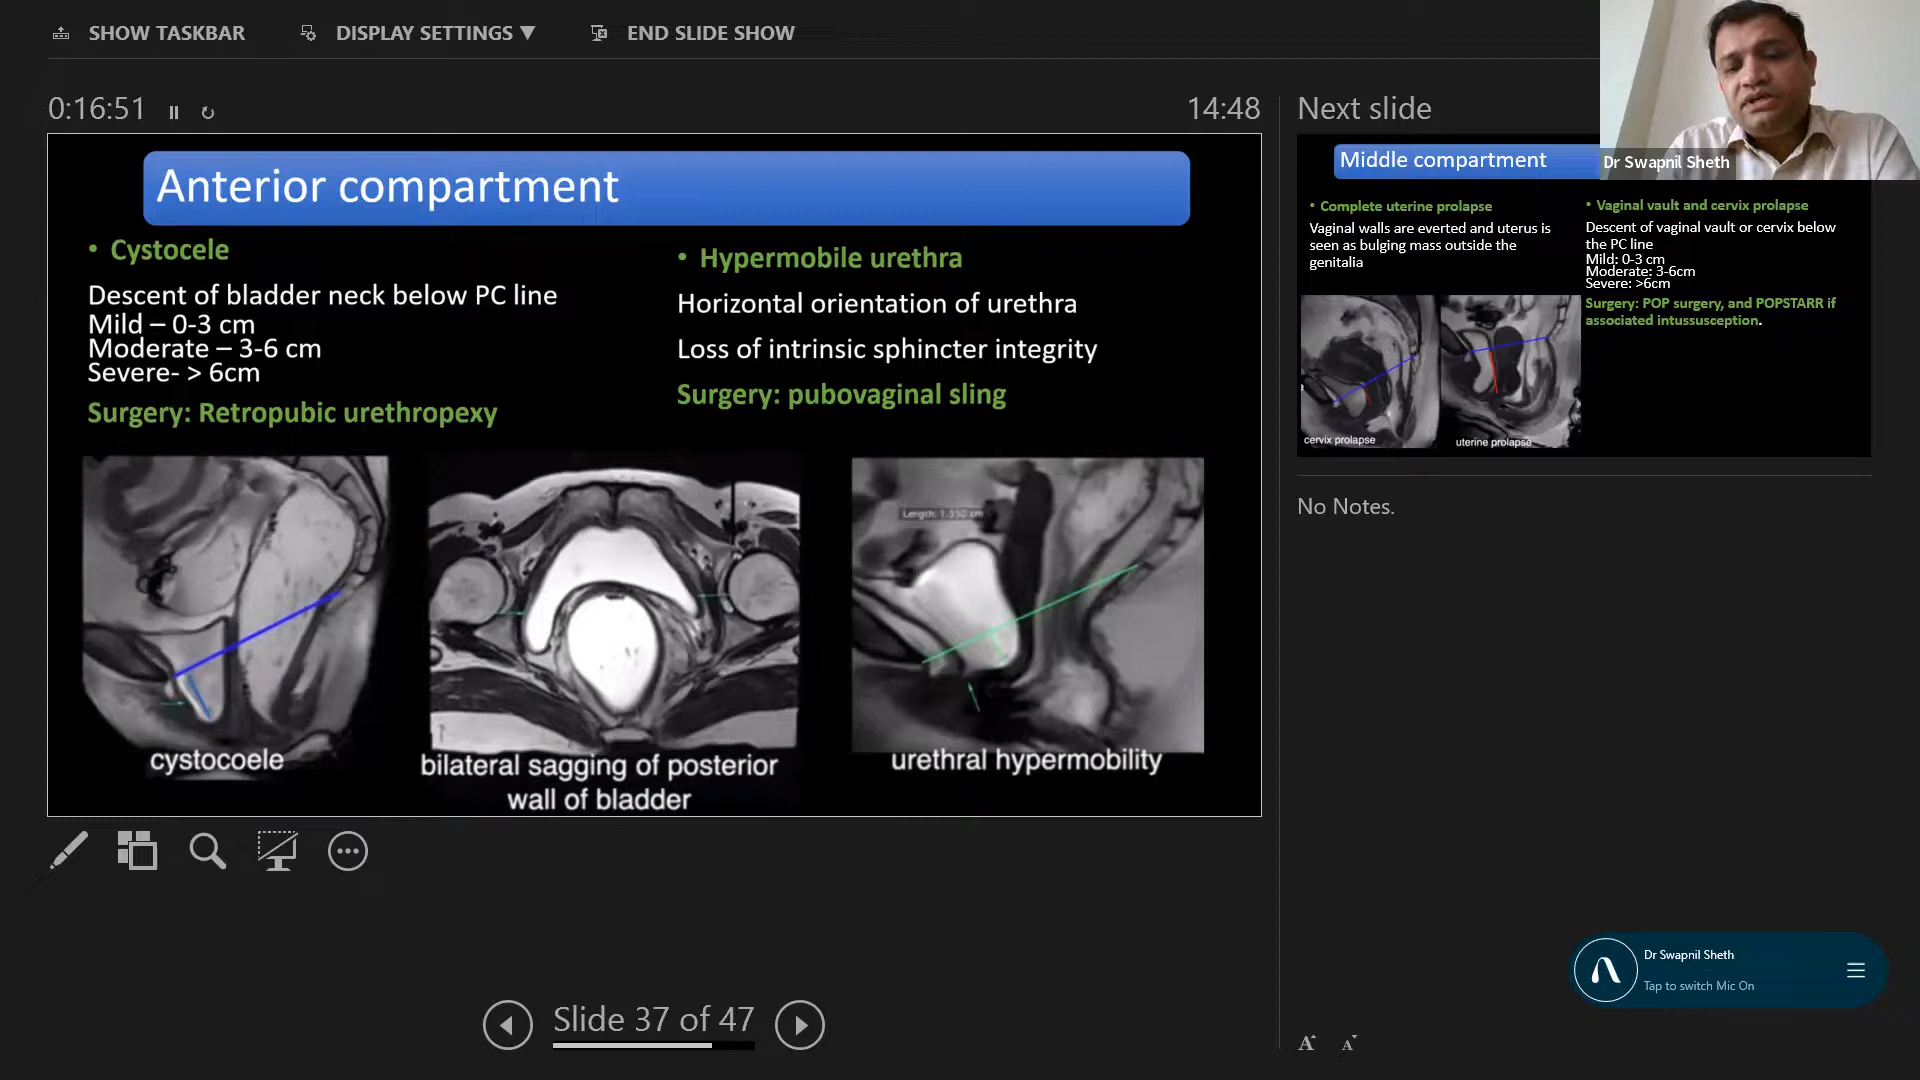 SHOW TASKBAR
DISPLAY SETTINGS ▼
END SLIDE SHOW
0:16:51
14:48
Anterior compartment
• Cystocele
Descent of bladder neck below PC line
Mild – 0-3 cm
Moderate – 3-6 cm
Severe- > 6cm
Surgery: Retropubic urethropexy
• Hypermobile urethra
Horizontal orientation of urethra
Loss of intrinsic sphincter integrity
Surgery: pubovaginal sling
Length: 1.350 cm
cystocoele
bilateral sagging of posterior
wall of bladder
urethral hypermobility
Slide 37 of 47
Next slide
Dr Swapnil Sheth
Middle compartment
• Complete uterine prolapse
Vaginal walls are everted and uterus is
seen as bulging mass outside the
genitalia
• Vaginal vault and cervix prolapse
Descent of vaginal vault or cervix below
the PC line
Mild: 0-3 cm
Moderate: 3-6cm
Severe: >6cm
Surgery: POP surgery, and POPSTARR if
associated intussusception.
cervix prolapse
uterine prolapse
No Notes.
Dr Swapnil Sheth
Tap to switch Mic On
A A